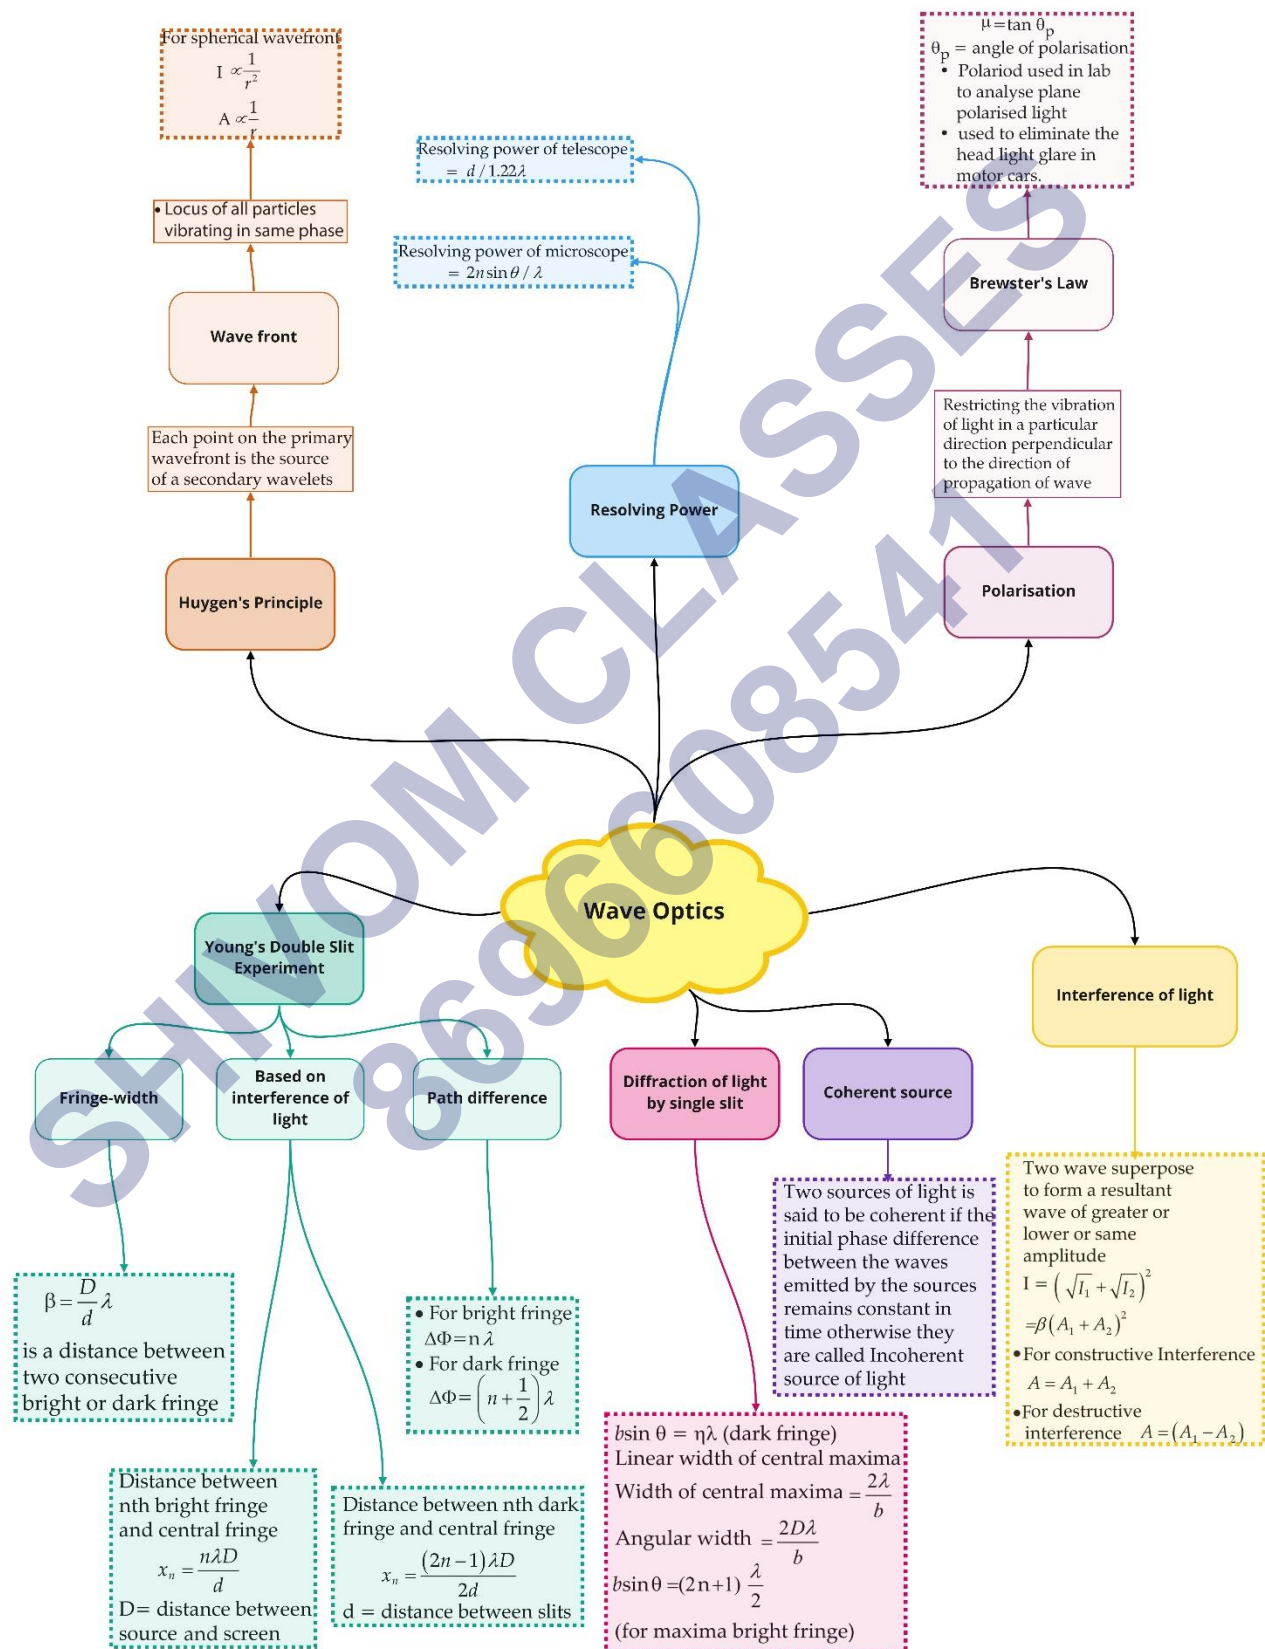 For spherical wavefront
I ∝ 1/r²
A ∝ 1/r
• Locus of all particles
vibrating in same phase
Wave front
Each point on the primary
wavefront is the source
of a secondary wavelets
Huygen's Principle
Resolving power of telescope
= d / 1.22λ
Resolving power of microscope
= 2n sin θ / λ
Resolving Power
μ=tan θp
θp = angle of polarisation
• Polariod used in lab
to analyse plane
polarised light
• used to eliminate the
head light glare in
motor cars.
Brewster's Law
Restricting the vibration
of light in a particular
direction perpendicular
to the direction of
propagation of wave
Polarisation
Wave Optics
Young's Double Slit
Experiment
Fringe-width
Based on
interference of
light
Path difference
β = D/d λ
is a distance between
two consecutive
bright or dark fringe
Distance between
nth bright fringe
and central fringe
xₙ = nλD/d
D= distance between
source and screen
Distance between nth dark
fringe and central fringe
xₙ = (2n−1)λD/2d
d = distance between slits
• For bright fringe
ΔΦ=n λ
• For dark fringe
ΔΦ= (n + 1/2) λ
Diffraction of light
by single slit
bsin θ = ηλ (dark fringe)
Linear width of central maxima
Width of central maxima = 2λ/b
Angular width = 2Dλ/b
bsin θ =(2n+1) λ/2
(for maxima bright fringe)
Coherent source
Two sources of light is
said to be coherent if the
initial phase difference
between the waves
emitted by the sources
remains constant in
time otherwise they
are called Incoherent
source of light
Interference of light
Two wave superpose
to form a resultant
wave of greater or
lower or same
amplitude
I = (√I₁ + √I₂)²
=β(A₁ + A₂)²
•For constructive Interference
A = A₁ + A₂
•For destructive
interference A = (A₁ − A₂)
SHIVOM CLASSES
8696608541